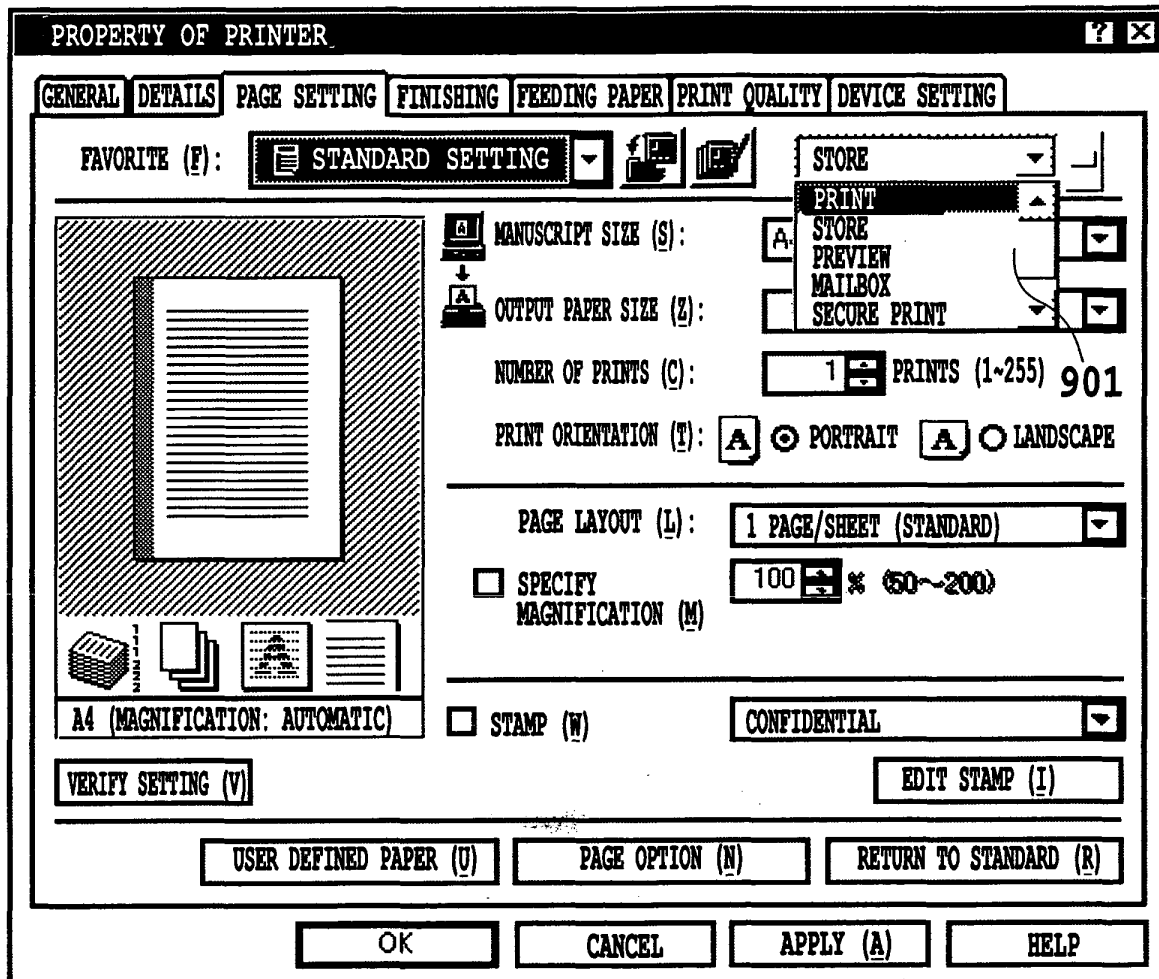 PROPERTY OF PRINTER
GENERAL DETAILS PAGE SETTING FINISHING FEEDING PAPER PRINT QUALITY DEVICE SETTING
FAVORITE (F): STANDARD SETTING STORE
PRINT
STORE
PREVIEW
MAILBOX
SECURE PRINT
901
MANUSCRIPT SIZE (S): A
OUTPUT PAPER SIZE (Z):
NUMBER OF PRINTS (C): 1 PRINTS (1~255)
PRINT ORIENTATION (T): A PORTRAIT A LANDSCAPE
PAGE LAYOUT (L): 1 PAGE/SHEET (STANDARD)
SPECIFY MAGNIFICATION (M) 100 % (50~200)
A4 (MAGNIFICATION: AUTOMATIC)
STAMP (W) CONFIDENTIAL
VERIFY SETTING (V) EDIT STAMP (I)
USER DEFINED PAPER (U) PAGE OPTION (N) RETURN TO STANDARD (R)
OK CANCEL APPLY (A) HELP